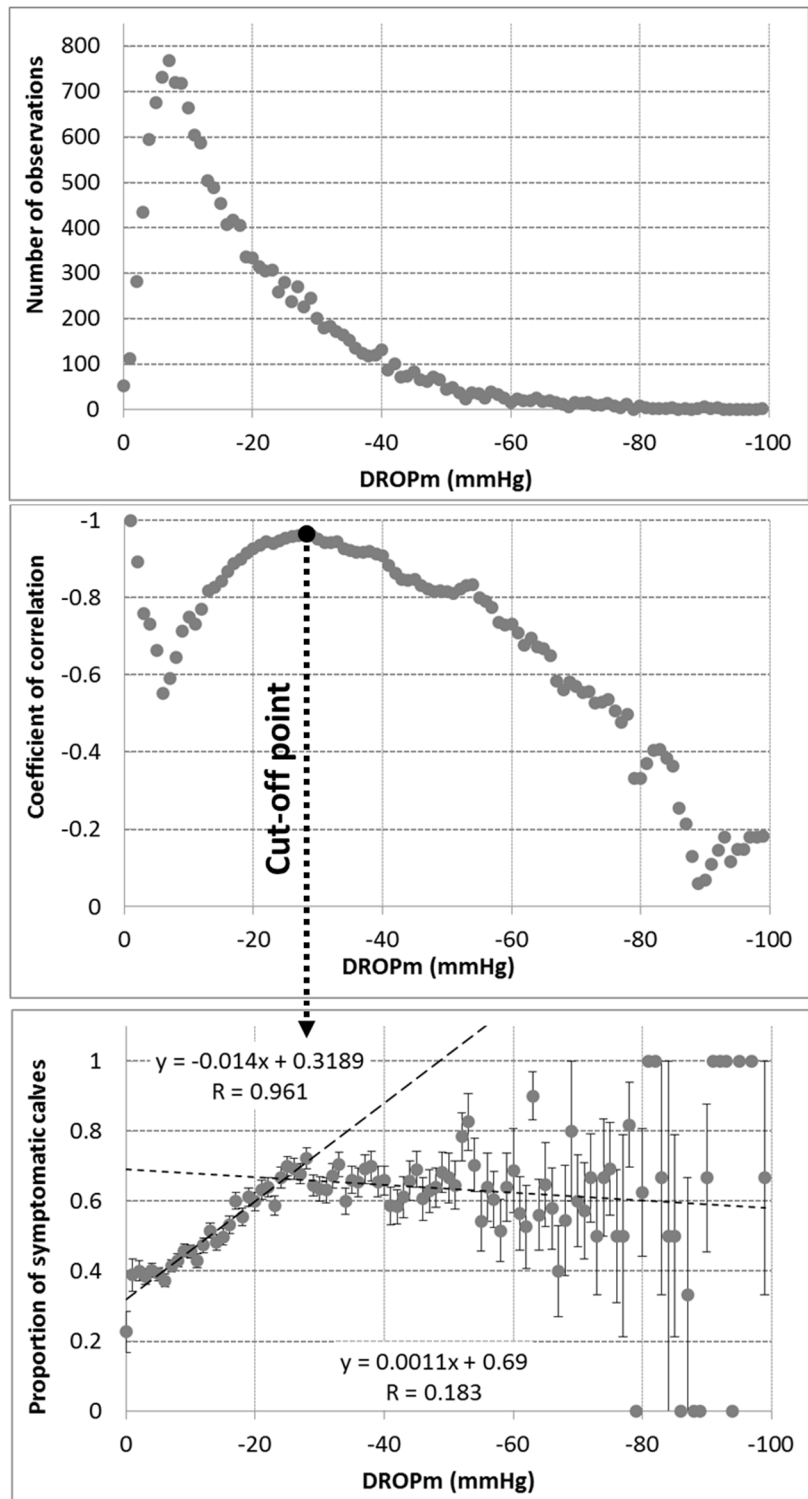 800
700
600
500
400
300
200
100
0
Number of observations
0 -20 -40 -60 -80 -100
DROPm (mmHg)
-1
-0.8
-0.6
-0.4
-0.2
0
Coefficient of correlation
Cut-off point
0 -20 -40 -60 -80 -100
DROPm (mmHg)
1
0.8
0.6
0.4
0.2
0
Proportion of symptomatic calves
y = -0.014x + 0.3189
R = 0.961
y = 0.0011x + 0.69
R = 0.183
0 -20 -40 -60 -80 -100
DROPm (mmHg)